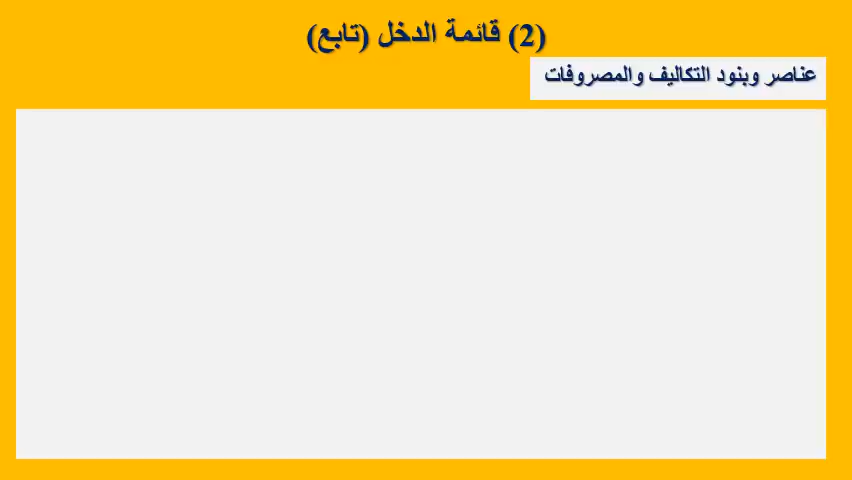 (2) قائمة الدخل (تابع)
عناصر وبنود التكاليف والمصروفات